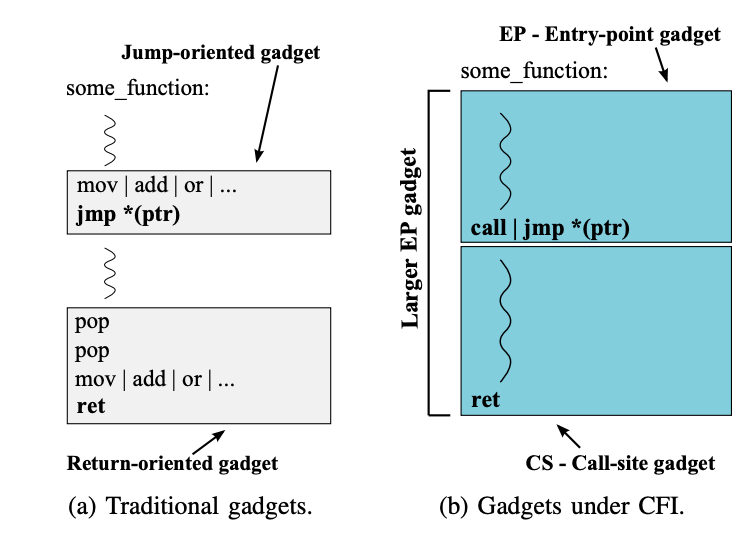 Jump-oriented gadget
some_function:
mov | add | or | ...
jmp *(ptr)
pop
pop
mov | add | or | ...
ret
Return-oriented gadget
(a) Traditional gadgets.
EP - Entry-point gadget
some_function:
Larger EP gadget
call | jmp *(ptr)
ret
CS - Call-site gadget
(b) Gadgets under CFI.